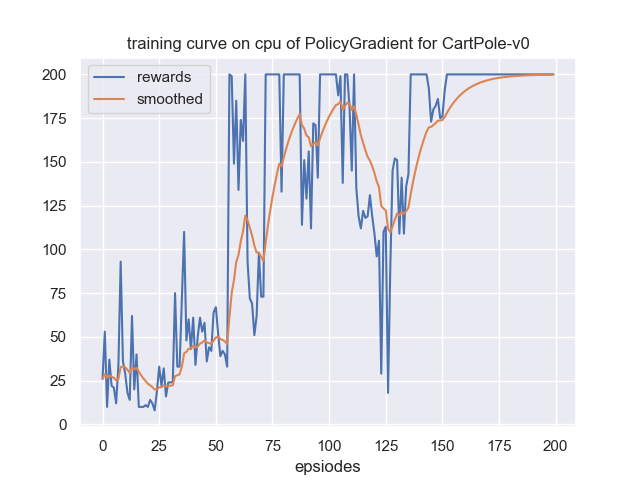 training curve on cpu of PolicyGradient for CartPole-v0
rewards
smoothed
200
175
150
125
100
75
50
25
0
0 25 50 75 100 125 150 175 200
epsiodes